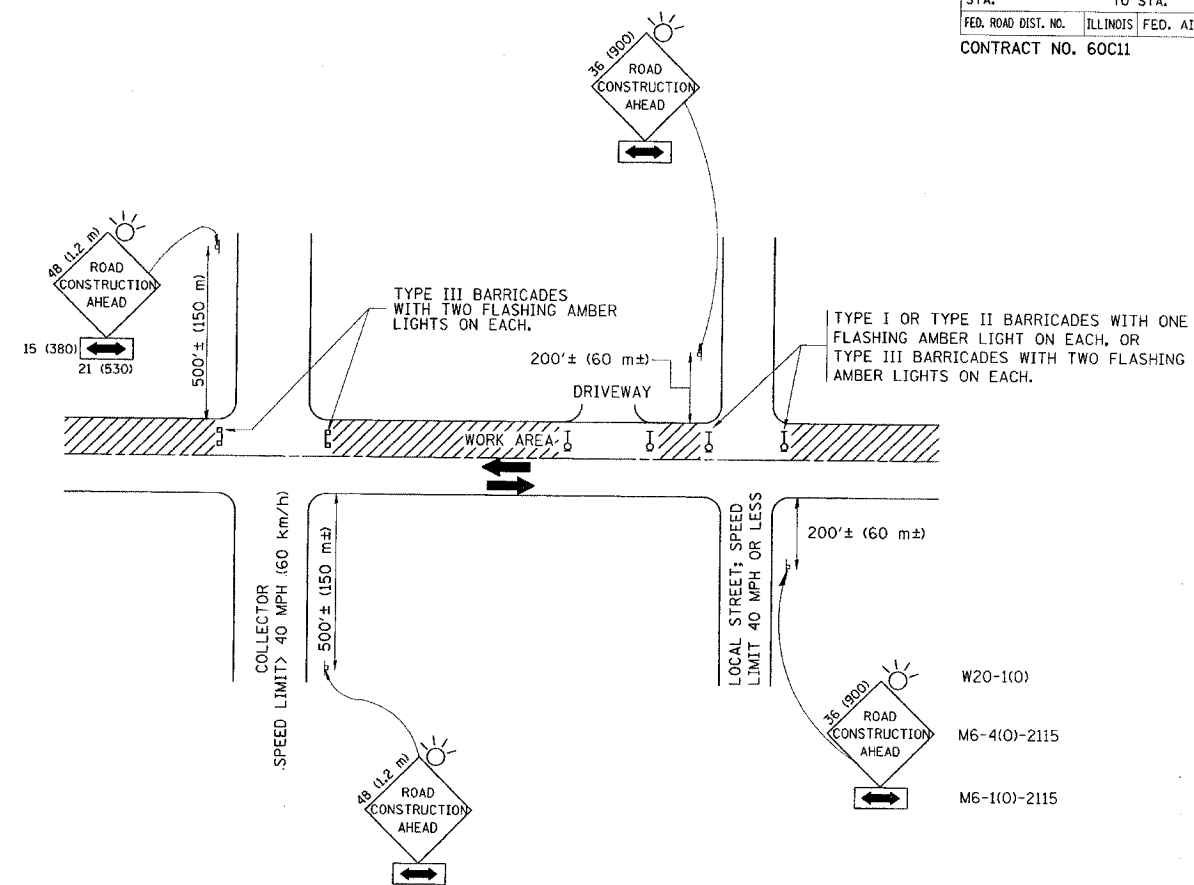 STA. TO STA.
FED. ROAD DIST. NO. ILLINOIS FED. AI
CONTRACT NO. 60C11
36 (900)
ROAD
CONSTRUCTION
AHEAD
48 (1.2 m)
ROAD
CONSTRUCTION
AHEAD
15 (380)
21 (530)
500'± (150 m)
TYPE III BARRICADES
WITH TWO FLASHING AMBER
LIGHTS ON EACH.
200'± (60 m±)
DRIVEWAY
TYPE I OR TYPE II BARRICADES WITH ONE
FLASHING AMBER LIGHT ON EACH, OR
TYPE III BARRICADES WITH TWO FLASHING
AMBER LIGHTS ON EACH.
WORK AREA
COLLECTOR
SPEED LIMIT> 40 MPH (60 km/h)
500'± (150 m±)
LOCAL STREET; SPEED
LIMIT 40 MPH OR LESS
200'± (60 m±)
36 (900)
ROAD
CONSTRUCTION
AHEAD
W20-1(O)
M6-4(O)-2115
M6-1(O)-2115
48 (1.2 m)
ROAD
CONSTRUCTION
AHEAD